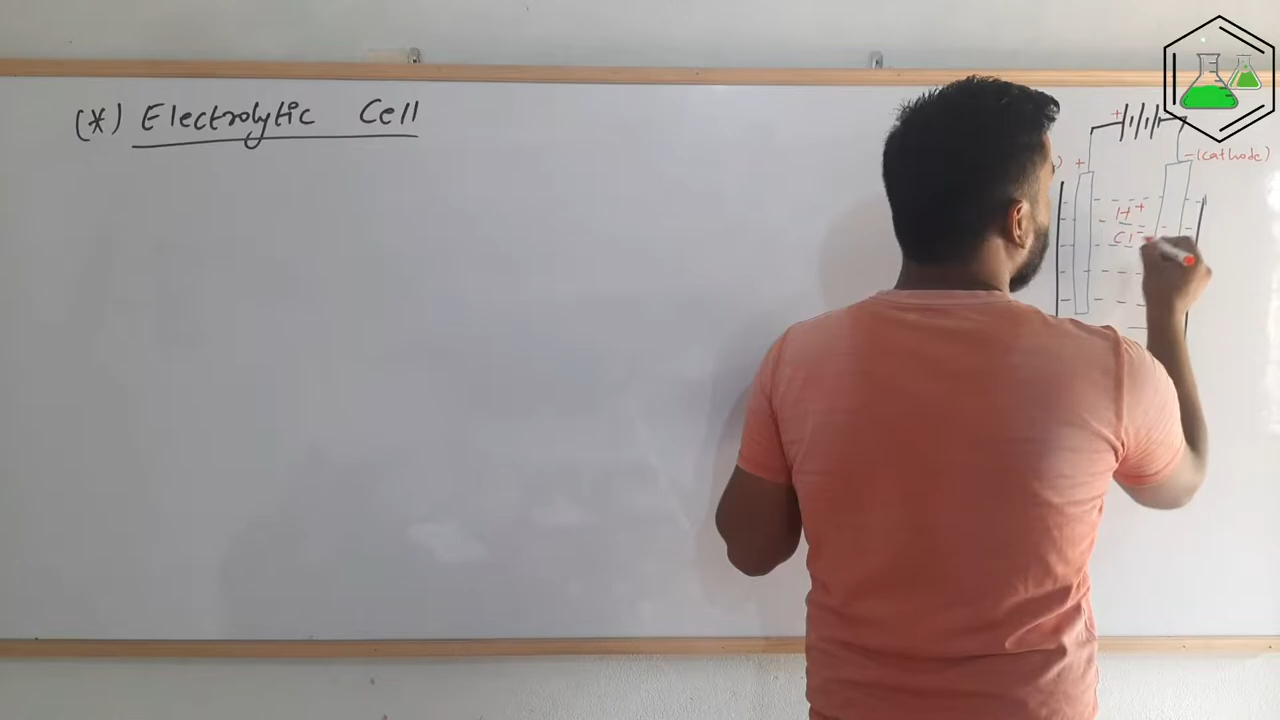 (*) Electrolytic Cell
+
) + -(cathode)
H+
Cl-